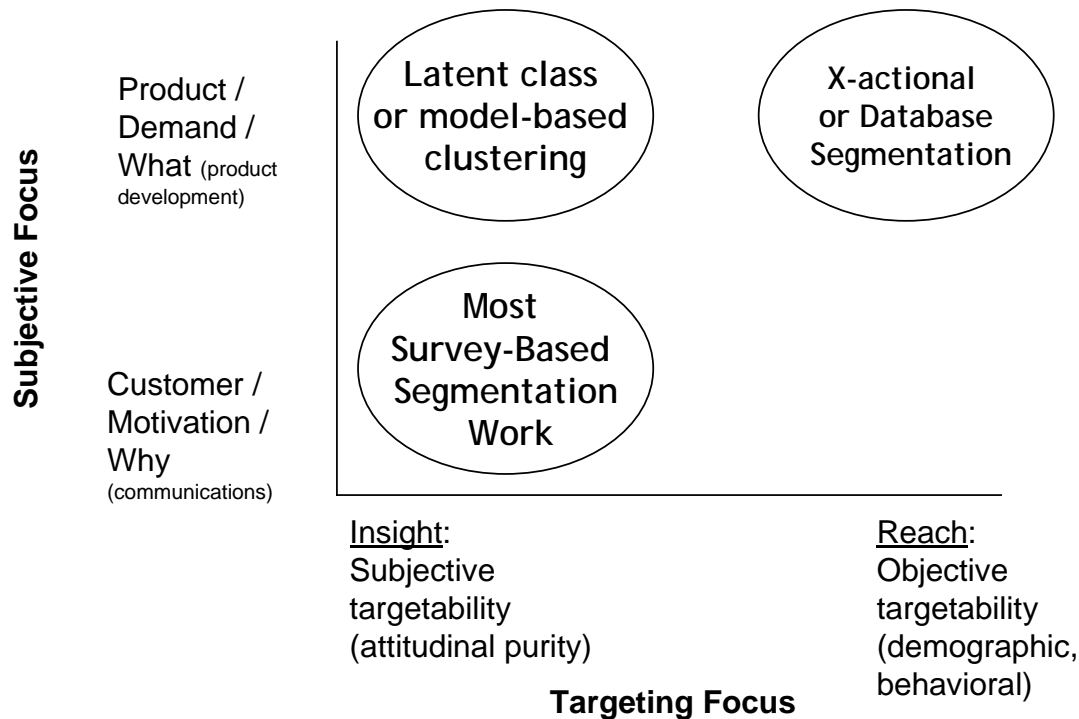 Subjective Focus
Product /
Demand /
What (product
development)
Latent class
or model-based
clustering
X-actional
or Database
Segmentation
Customer /
Motivation /
Why
(communications)
Most
Survey-Based
Segmentation
Work
Insight:
Subjective
targetability
(attitudinal purity)
Reach:
Objective
targetability
(demographic,
behavioral)
Targeting Focus